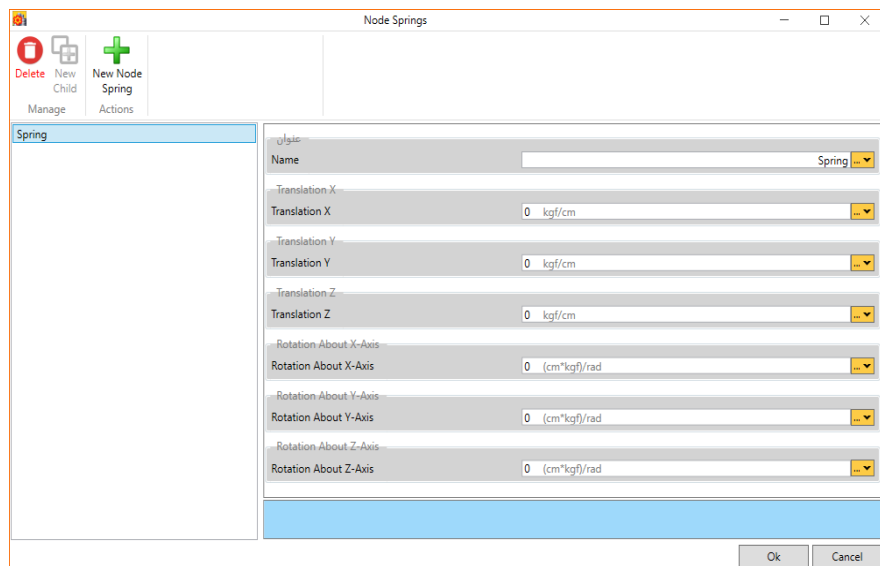 Node Springs
Delete
New Child
New Node Spring
Manage
Actions
Spring
عنوان
Name
Spring ...
Translation X
Translation X
0 kgf/cm ...
Translation Y
Translation Y
0 kgf/cm ...
Translation Z
Translation Z
0 kgf/cm ...
Rotation About X-Axis
Rotation About X-Axis
0 (cm*kgf)/rad ...
Rotation About Y-Axis
Rotation About Y-Axis
0 (cm*kgf)/rad ...
Rotation About Z-Axis
Rotation About Z-Axis
0 (cm*kgf)/rad ...
Ok
Cancel